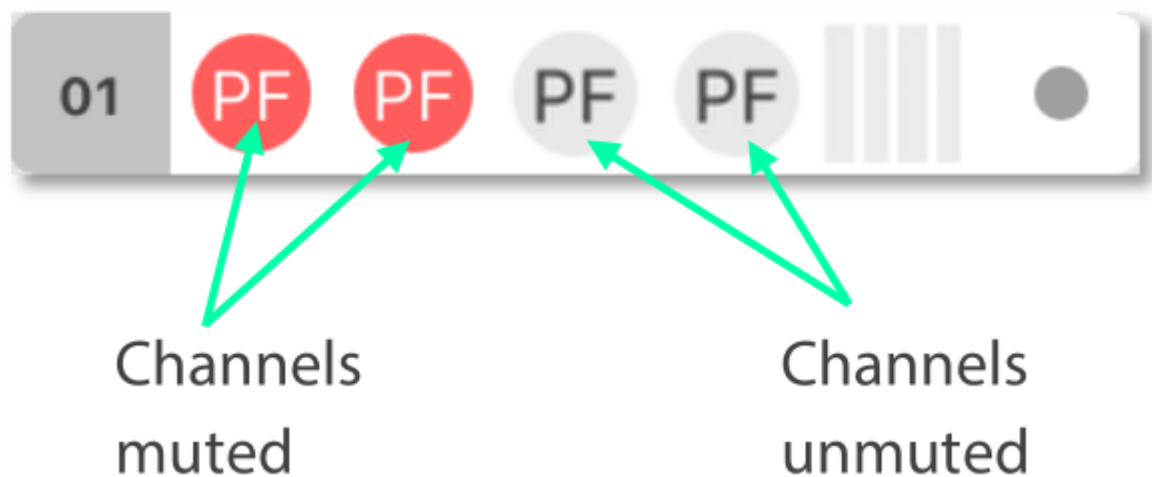 01 PF PF PF PF
Channels
muted
Channels
unmuted